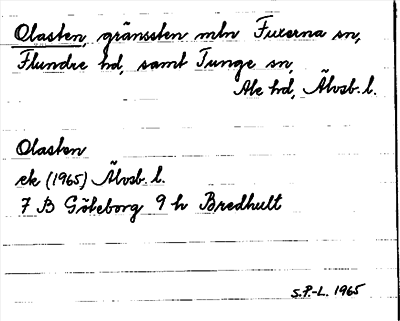 Olasten, gränssten mln Fuxerna sn,
Flundre hd, samt Tunge sn,
Ale hd, Älvsb. l.
Olasten
ek (1965) Älvsb. l.
7 B Göteborg 9 h Bredhult
S.P.-L. 1965